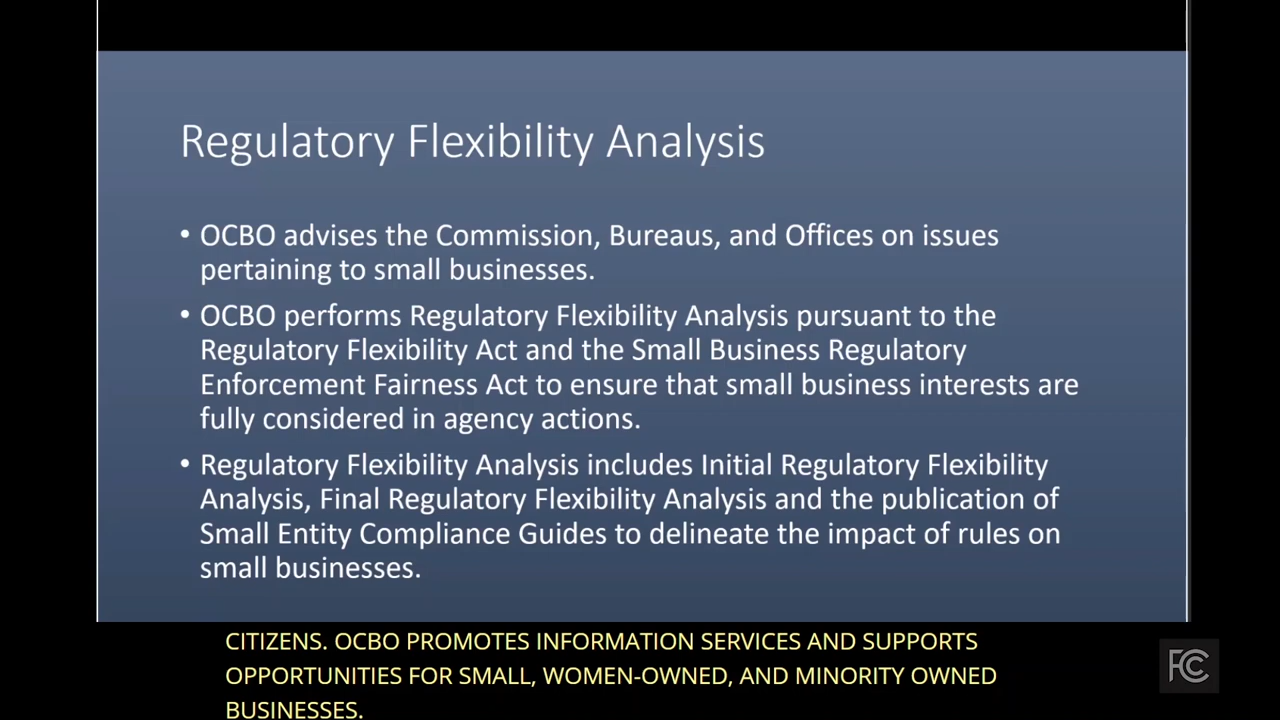 Regulatory Flexibility Analysis
• OCBO advises the Commission, Bureaus, and Offices on issues
pertaining to small businesses.
• OCBO performs Regulatory Flexibility Analysis pursuant to the
Regulatory Flexibility Act and the Small Business Regulatory
Enforcement Fairness Act to ensure that small business interests are
fully considered in agency actions.
• Regulatory Flexibility Analysis includes Initial Regulatory Flexibility
Analysis, Final Regulatory Flexibility Analysis and the publication of
Small Entity Compliance Guides to delineate the impact of rules on
small businesses.
CITIZENS. OCBO PROMOTES INFORMATION SERVICES AND SUPPORTS
OPPORTUNITIES FOR SMALL, WOMEN-OWNED, AND MINORITY OWNED
BUSINESSES.
FCC